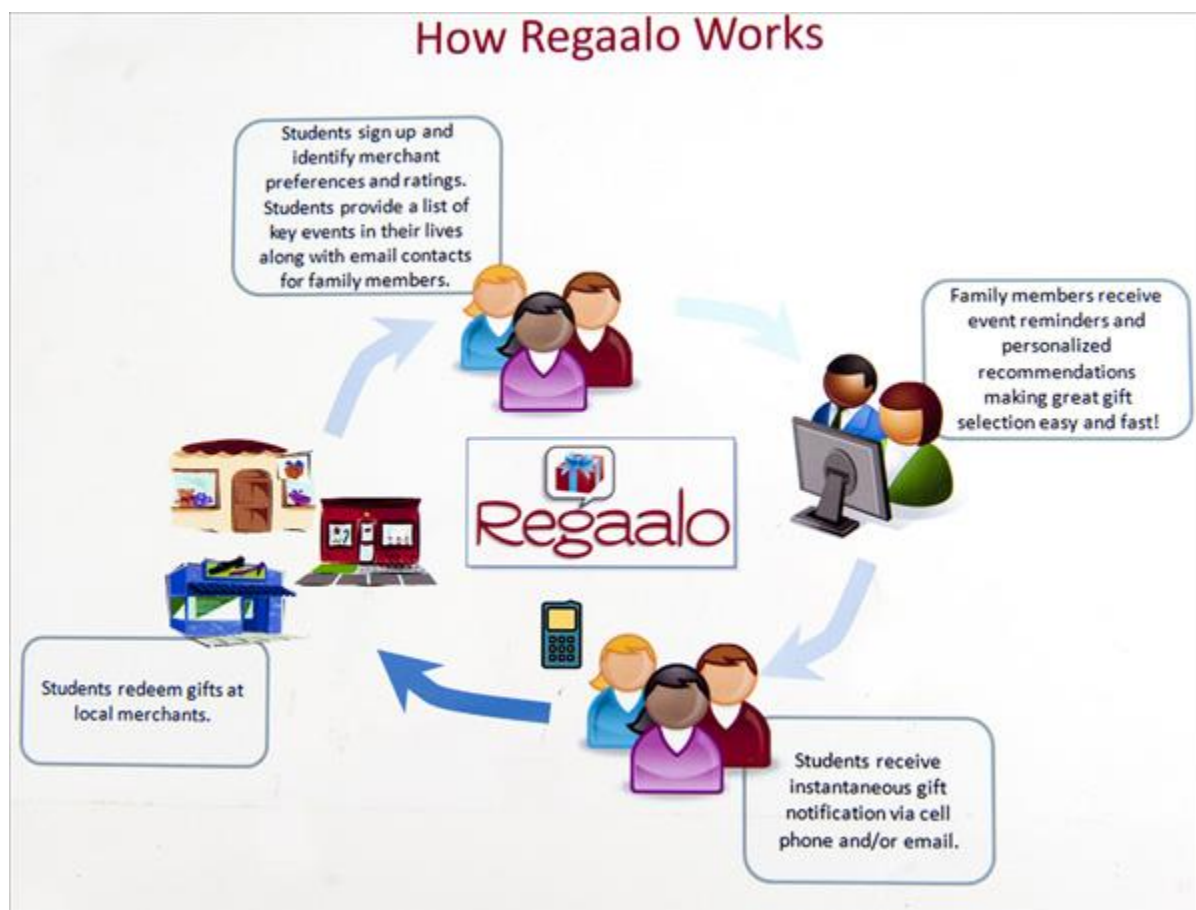 How Regaalo Works
Students sign up and
identify merchant
preferences and ratings.
Students provide a list of
key events in their lives
along with email contacts
for family members.
Family members receive
event reminders and
personalized
recommendations
making great gift
selection easy and fast!
Regaalo
Students redeem gifts at
local merchants.
Students receive
instantaneous gift
notification via cell
phone and/or email.